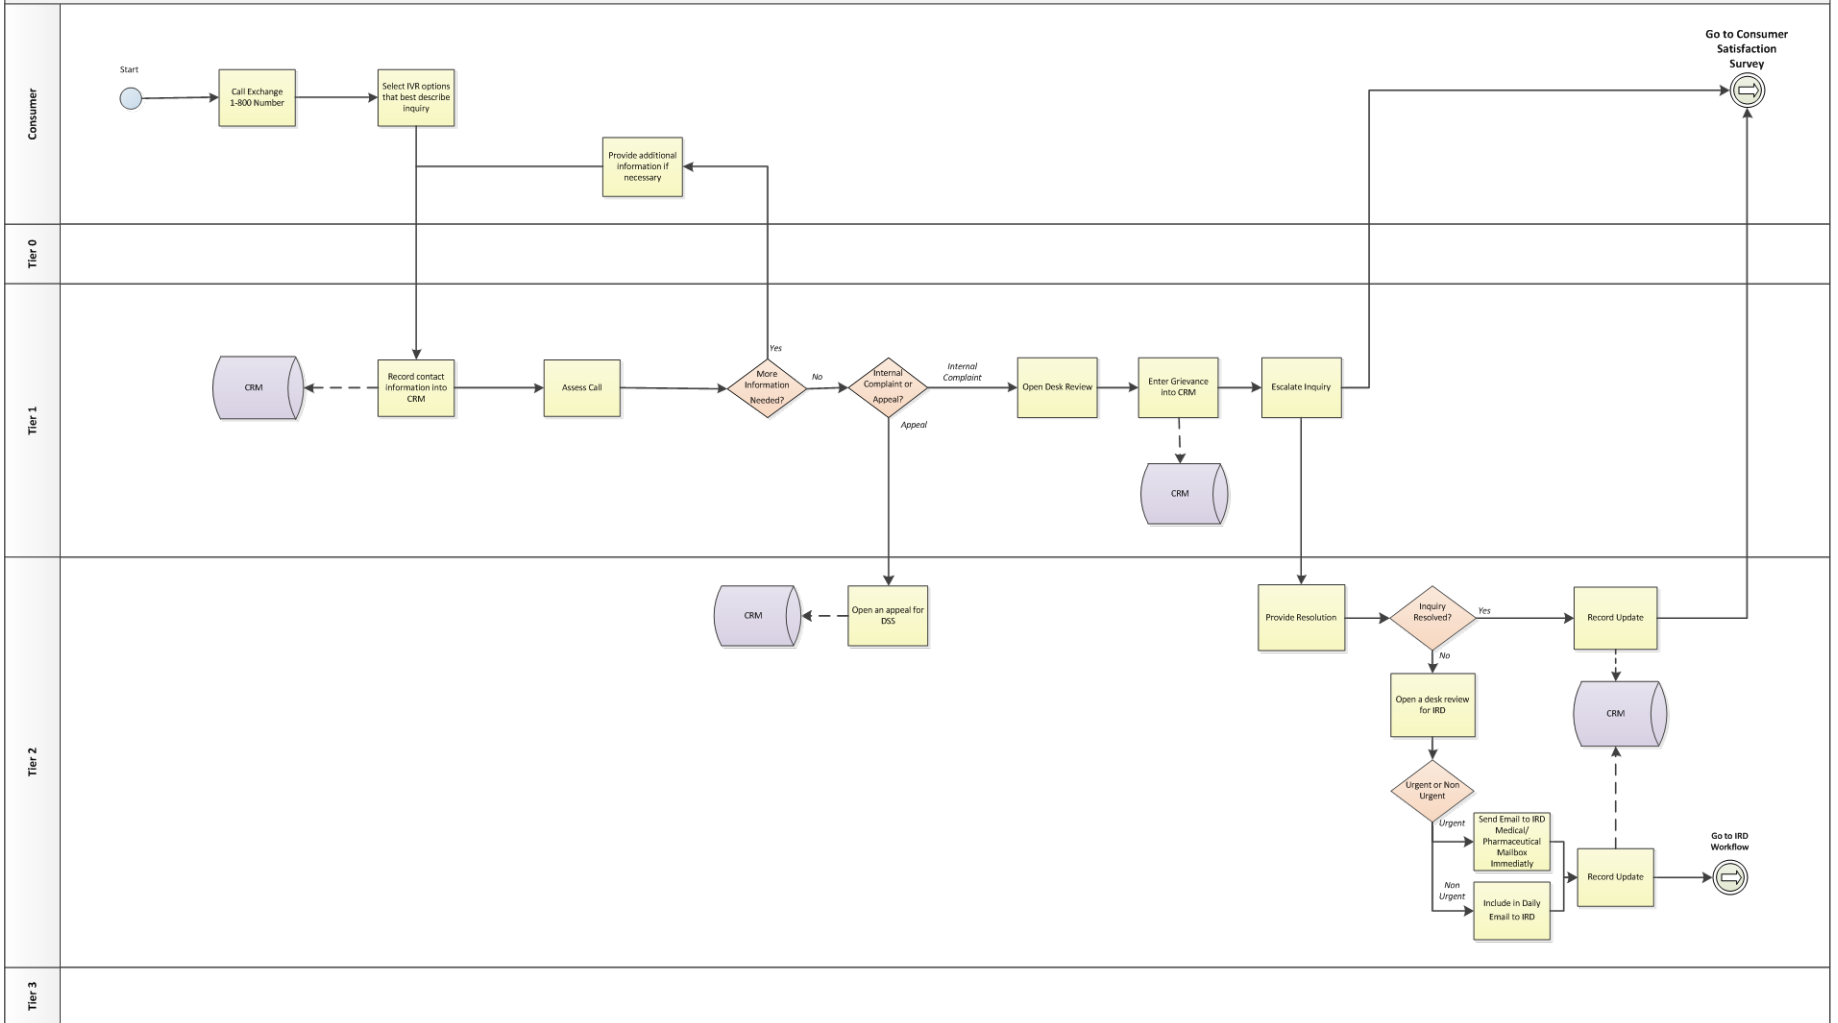 Consumer
Start
Call Exchange
1-800 Number
Select IVR options
that best describe
inquiry
Provide additional
information if
necessary
Go to Consumer
Satisfaction
Survey
Tier 0
Tier 1
CRM
Record contact
information into
CRM
Assess Call
Yes
More
Information
Needed?
No
Internal
Complaint or
Appeal?
Internal
Complaint
Appeal
Open Desk Review
Enter Grievance
into CRM
Escalate Inquiry
CRM
Tier 2
CRM
Open an appeal for
DSS
Provide Resolution
Inquiry
Resolved?
Yes
No
Record Update
Open a desk review
for IRD
CRM
Urgent or Non
Urgent
Urgent
Send Email to IRD
Medical/
Pharmaceutical
Mailbox
Immediatly
Non
Urgent
Include in Daily
Email to IRD
Record Update
Go to IRD
Workflow
Tier 3